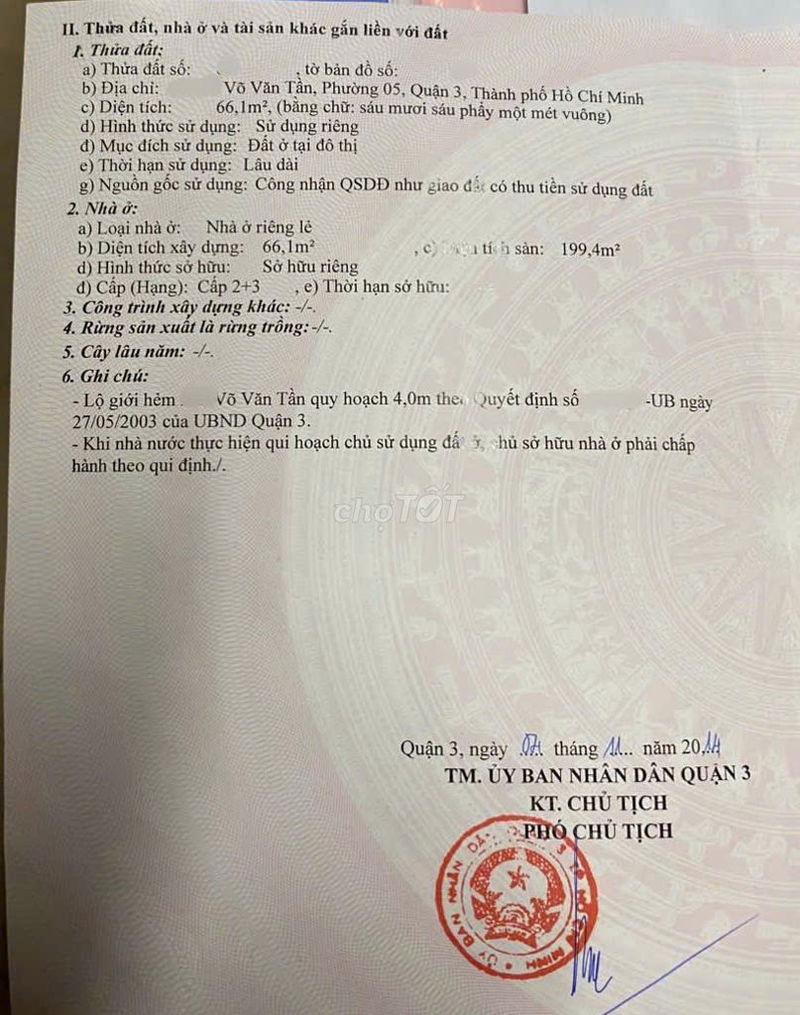 II. Thửa đất, nhà ở và tài sản khác gắn liền với đất
1. Thửa đất:
a) Thửa đất số: , tờ bản đồ số:
b) Địa chỉ: Võ Văn Tần, Phường 05, Quận 3, Thành phố Hồ Chí Minh
c) Diện tích: 66,1m², (bằng chữ: sáu mươi sáu phẩy một mét vuông)
d) Hình thức sử dụng: Sử dụng riêng
đ) Mục đích sử dụng: Đất ở tại đô thị
e) Thời hạn sử dụng: Lâu dài
g) Nguồn gốc sử dụng: Công nhận QSDĐ như giao đất có thu tiền sử dụng đất
2. Nhà ở:
a) Loại nhà ở: Nhà ở riêng lẻ
b) Diện tích xây dựng: 66,1m² , c) tích sàn: 199,4m²
d) Hình thức sở hữu: Sở hữu riêng
đ) Cấp (Hạng): Cấp 2+3 , e) Thời hạn sở hữu:
3. Công trình xây dựng khác: -/-.
4. Rừng sản xuất là rừng trồng: -/-.
5. Cây lâu năm: -/-.
6. Ghi chú:
- Lộ giới hẻm Võ Văn Tần quy hoạch 4,0m theo Quyết định số -UB ngày
27/05/2003 của UBND Quận 3.
- Khi nhà nước thực hiện qui hoạch chủ sử dụng đất ở, chủ sở hữu nhà ở phải chấp
hành theo qui định./.
chợTỐT
Quận 3, ngày 07 tháng 11 năm 2014
TM. ỦY BAN NHÂN DÂN QUẬN 3
KT. CHỦ TỊCH
PHÓ CHỦ TỊCH
ỦY BAN NHÂN DÂN QUẬN 3 MINH